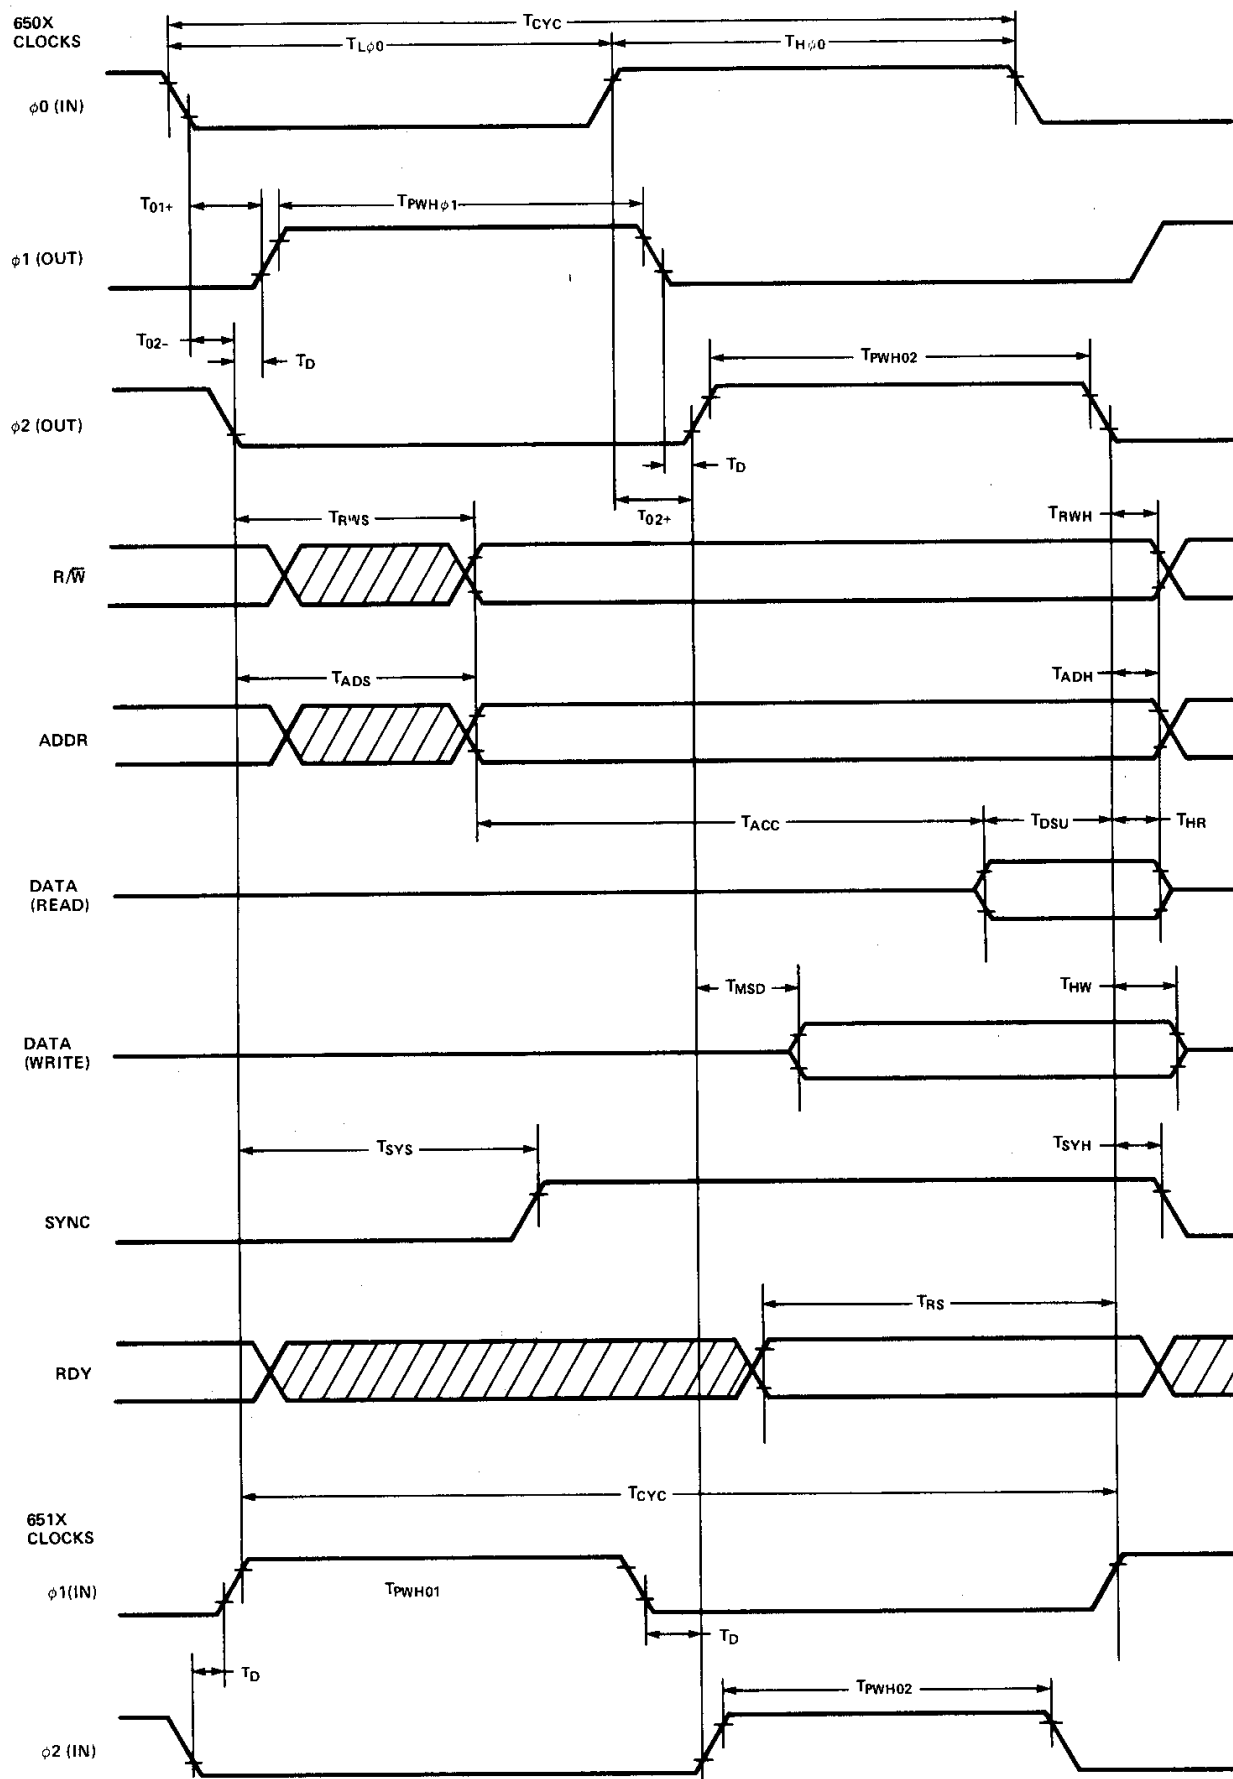 650X
CLOCKS
TCYC
TLφ0
THφ0
φ0 (IN)
T01+
TPWHφ1
φ1 (OUT)
T02-
TD
TPWH02
φ2 (OUT)
TD
T02+
TRWS
TRWH
R/W̅
TADS
TADH
ADDR
TACC
TDSU
THR
DATA
(READ)
TMSD
THW
DATA
(WRITE)
TSYS
TSYH
SYNC
TRS
RDY
TCYC
651X
CLOCKS
φ1(IN)
TPWH01
TD
TD
TPWH02
φ2 (IN)